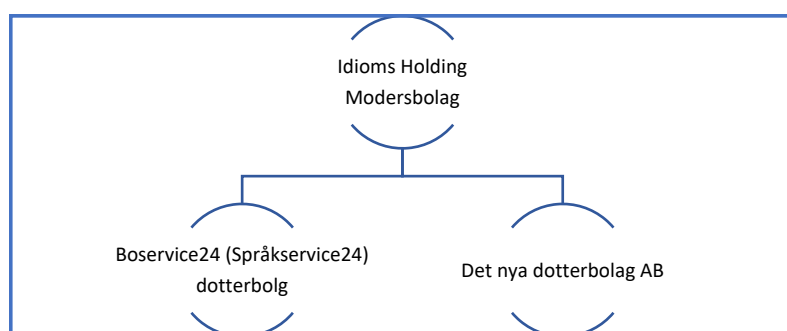 Idioms Holding
Modersbolag
Boservice24 (Språkservice24)
dotterbolg
Det nya dotterbolag AB